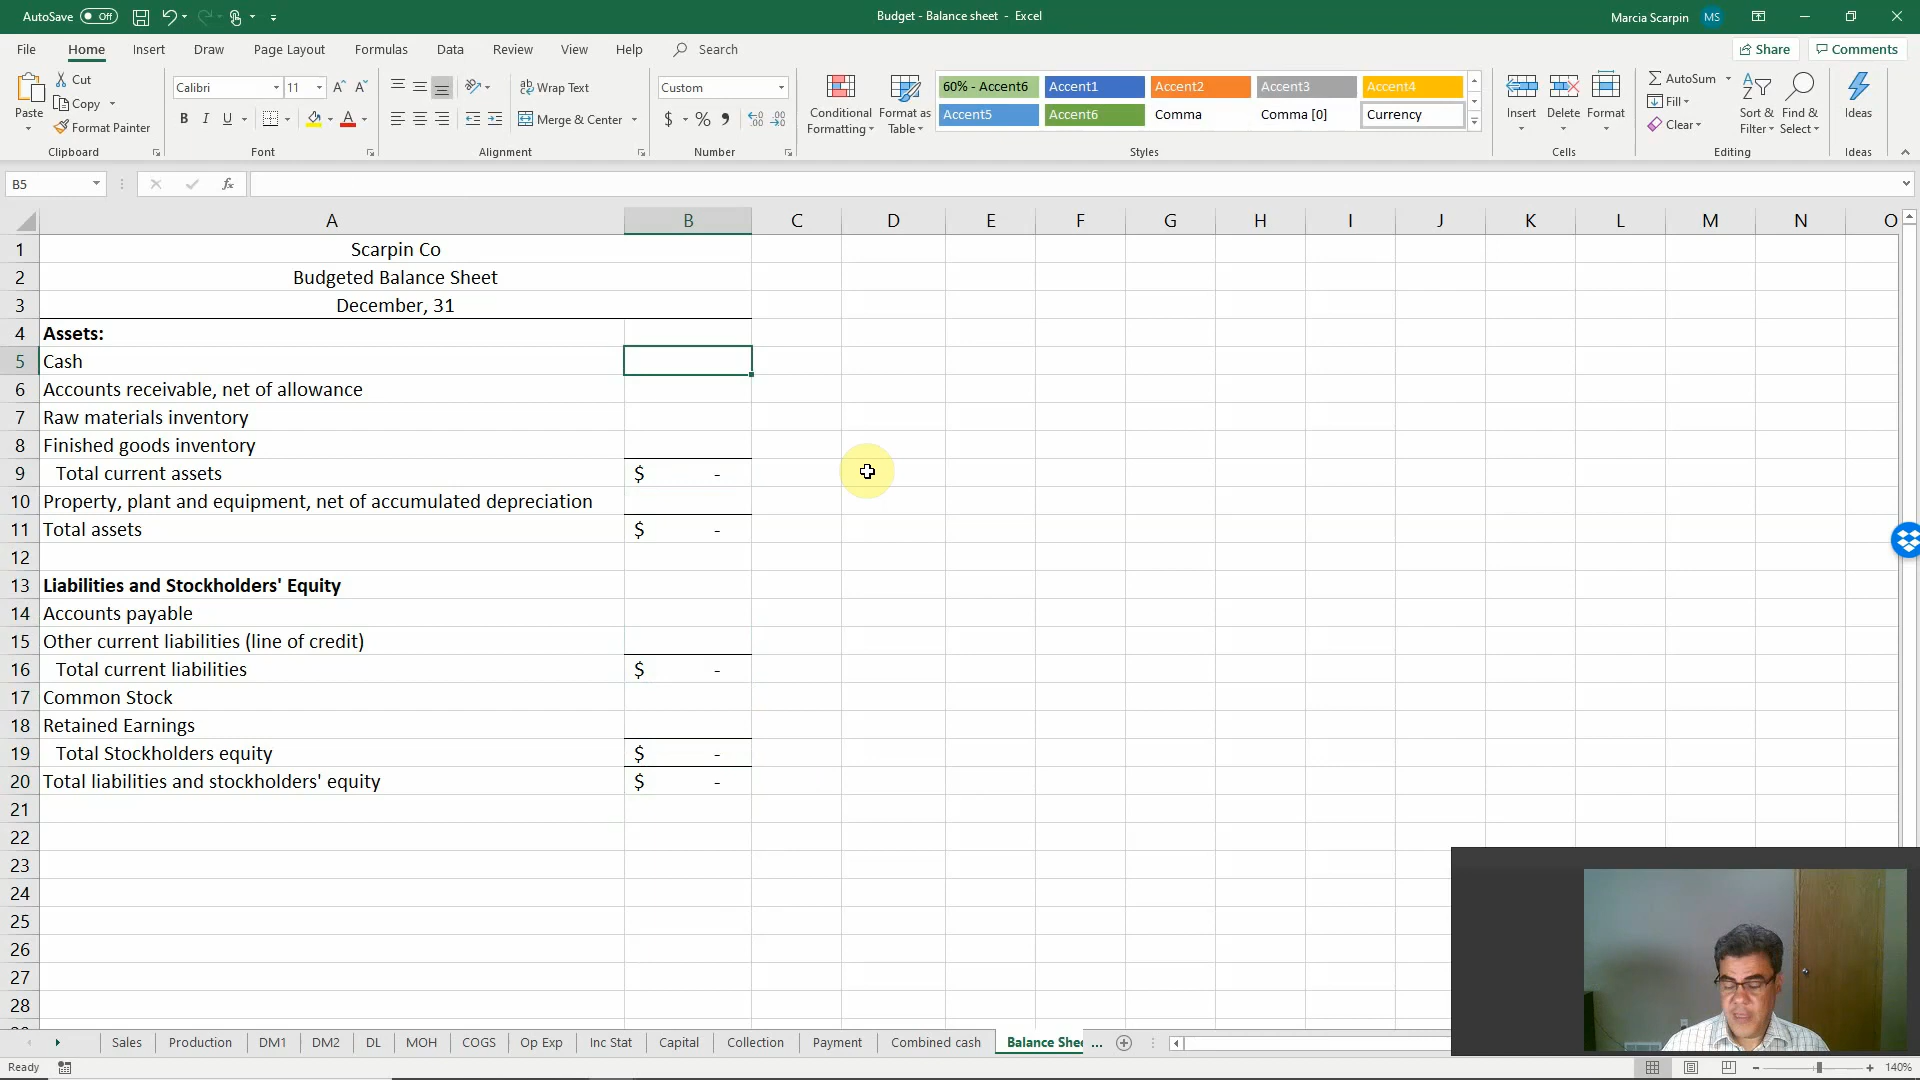 AutoSave Off
Budget - Balance sheet - Excel
Marcia Scarpin MS
File Home Insert Draw Page Layout Formulas Data Review View Help Search
Share Comments
Paste
Cut
Copy
Format Painter
Clipboard
Calibri 11
B I U
Font
Wrap Text
Merge & Center
Alignment
Custom
$ % ,
Number
Conditional Formatting
Format as Table
60% - Accent6 Accent1 Accent2 Accent3 Accent4
Accent5 Accent6 Comma Comma [0] Currency
Styles
Insert Delete Format
Cells
AutoSum
Fill
Clear
Sort & Filter
Find & Select
Editing
Ideas
Ideas
B5 fx
A B C D E F G H I J K L M N O
1 Scarpin Co
2 Budgeted Balance Sheet
3 December, 31
4 Assets:
5 Cash
6 Accounts receivable, net of allowance
7 Raw materials inventory
8 Finished goods inventory
9 Total current assets $ -
10 Property, plant and equipment, net of accumulated depreciation
11 Total assets $ -
12
13 Liabilities and Stockholders' Equity
14 Accounts payable
15 Other current liabilities (line of credit)
16 Total current liabilities $ -
17 Common Stock
18 Retained Earnings
19 Total Stockholders equity $ -
20 Total liabilities and stockholders' equity $ -
21
22
23
24
25
26
27
28
Sales Production DM1 DM2 DL MOH COGS Op Exp Inc Stat Capital Collection Payment Combined cash Balance Shee ...
Ready
140%